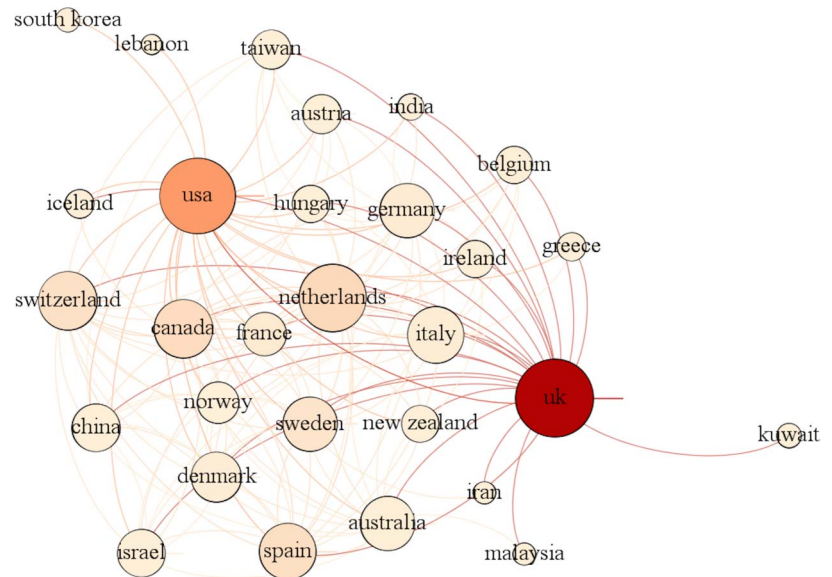 south korea
lebanon
taiwan
india
austria
belgium
usa
iceland
hungary
germany
greece
ireland
switzerland
netherlands
canada
france
italy
uk
norway
china
sweden
new zealand
kuwait
denmark
iran
australia
israel
spain
malaysia